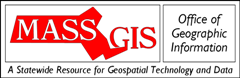 MASS GIS
Office of
Geographic
Information
A Statewide Resource for Geospatial Technology and Data